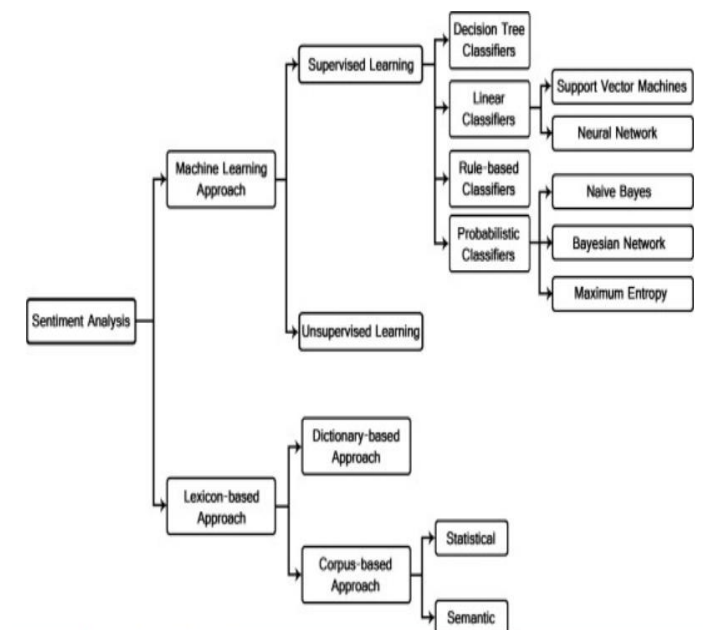 Decision Tree
Classifiers
Supervised Learning
Linear
Classifiers
Support Vector Machines
Neural Network
Machine Learning
Approach
Rule-based
Classifiers
Naive Bayes
Probabilistic
Classifiers
Bayesian Network
Maximum Entropy
Sentiment Analysis
Unsupervised Learning
Dictionary-based
Approach
Lexicon-based
Approach
Corpus-based
Approach
Statistical
Semantic